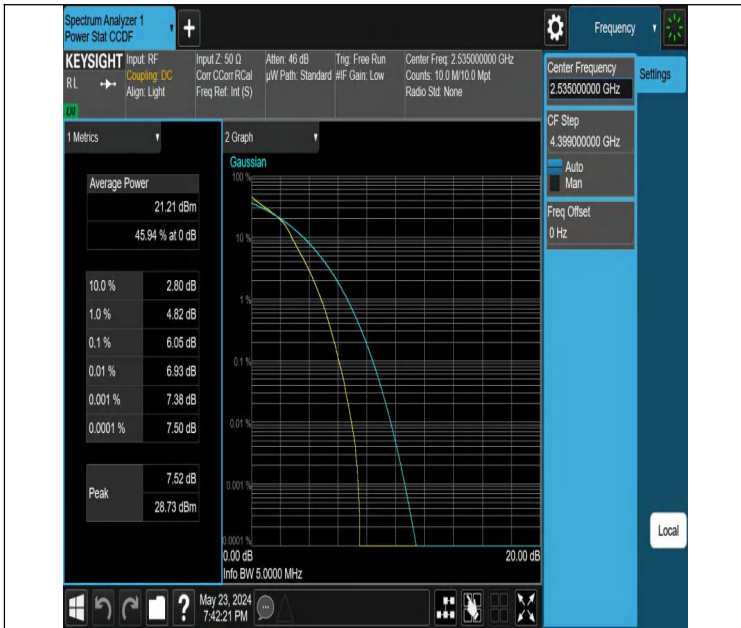 Spectrum Analyzer 1
Power Stat CCDF
+
Frequency
KEYSIGHT
RL
LXI
Input: RF
Coupling: DC
Align: Light
Input Z: 50 Ω
Corr CCorr RCal
Freq Ref: Int (S)
Atten: 46 dB
µW Path: Standard
Trig: Free Run
#IF Gain: Low
Center Freq: 2.535000000 GHz
Counts: 10.0 M/10.0 Mpt
Radio Std: None
Center Frequency
2.535000000 GHz
Settings
CF Step
4.399000000 GHz
Auto
Man
Freq Offset
0 Hz
1 Metrics
Average Power
21.21 dBm
45.94 % at 0 dB
10.0 % 2.80 dB
1.0 % 4.82 dB
0.1 % 6.05 dB
0.01 % 6.93 dB
0.001 % 7.38 dB
0.0001 % 7.50 dB
Peak
7.52 dB
28.73 dBm
2 Graph
Gaussian
100 %
10 %
1 %
0.1 %
0.01 %
0.001 %
0.0001 %
0.00 dB 20.00 dB
Info BW 5.0000 MHz
Local
?
May 23, 2024
7:42:21 PM